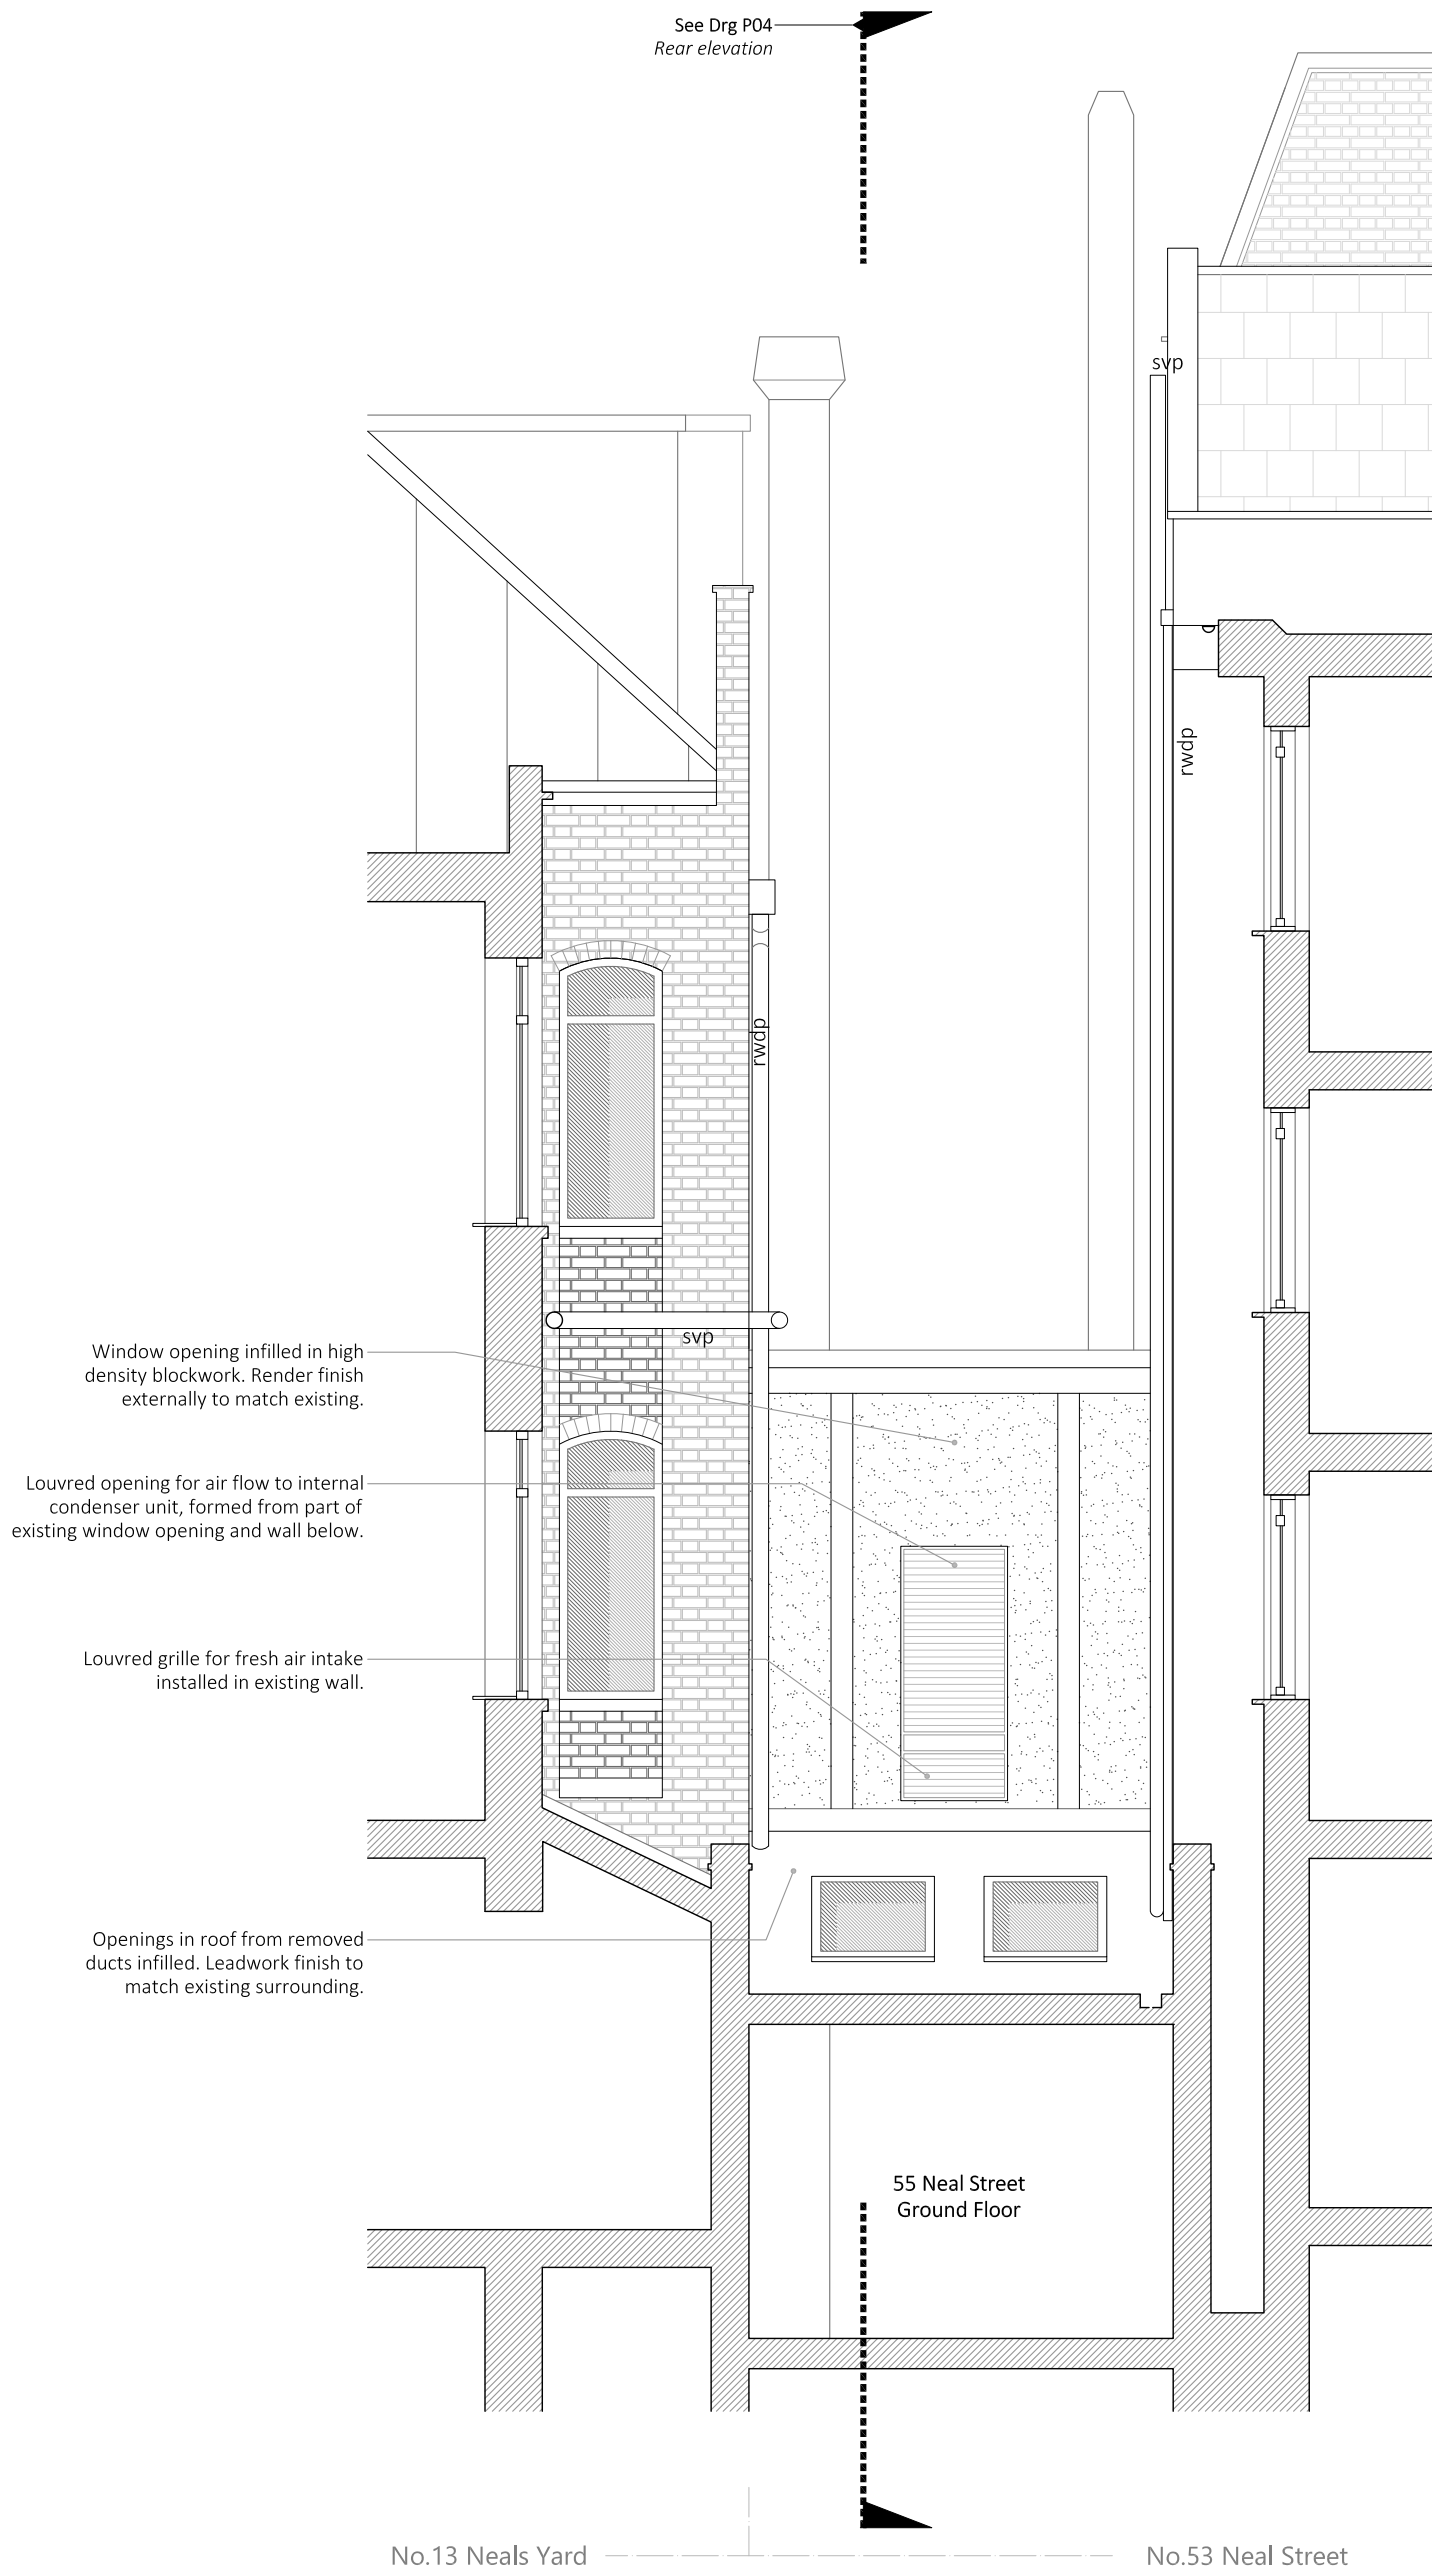 See Drg P04
Rear elevation
svp
rwdp
rwdp
svp
Window opening infilled in high
density blockwork. Render finish
externally to match existing.
Louvred opening for air flow to internal
condenser unit, formed from part of
existing window opening and wall below.
Louvred grille for fresh air intake
installed in existing wall.
Openings in roof from removed
ducts infilled. Leadwork finish to
match existing surrounding.
55 Neal Street
Ground Floor
No.13 Neals Yard
No.53 Neal Street